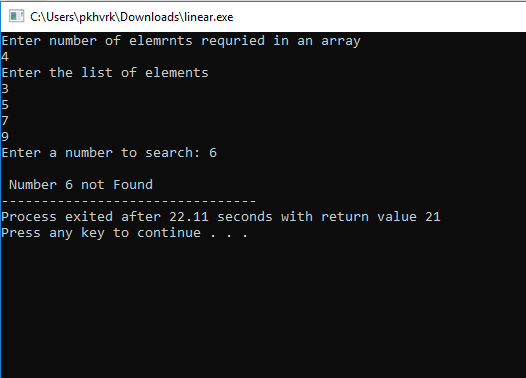 C:\Users\pkhvrk\Downloads\linear.exe
Enter number of elemrnts requried in an array
4
Enter the list of elements
3
5
7
9
Enter a number to search: 6
Number 6 not Found
--------------------------------
Process exited after 22.11 seconds with return value 21
Press any key to continue . . .